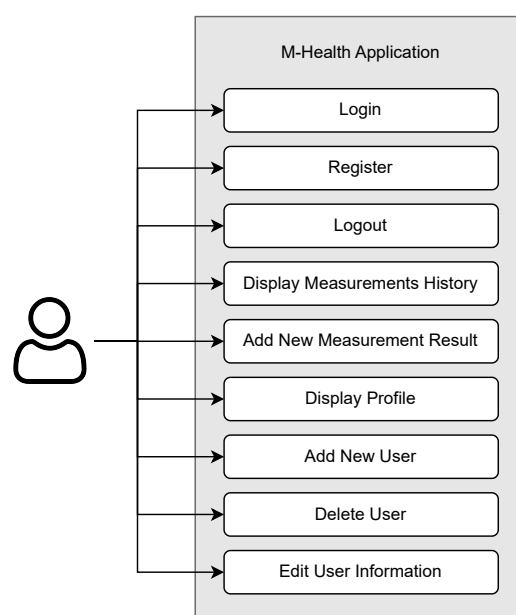 M-Health Application
Login
Register
Logout
Display Measurements History
Add New Measurement Result
Display Profile
Add New User
Delete User
Edit User Information